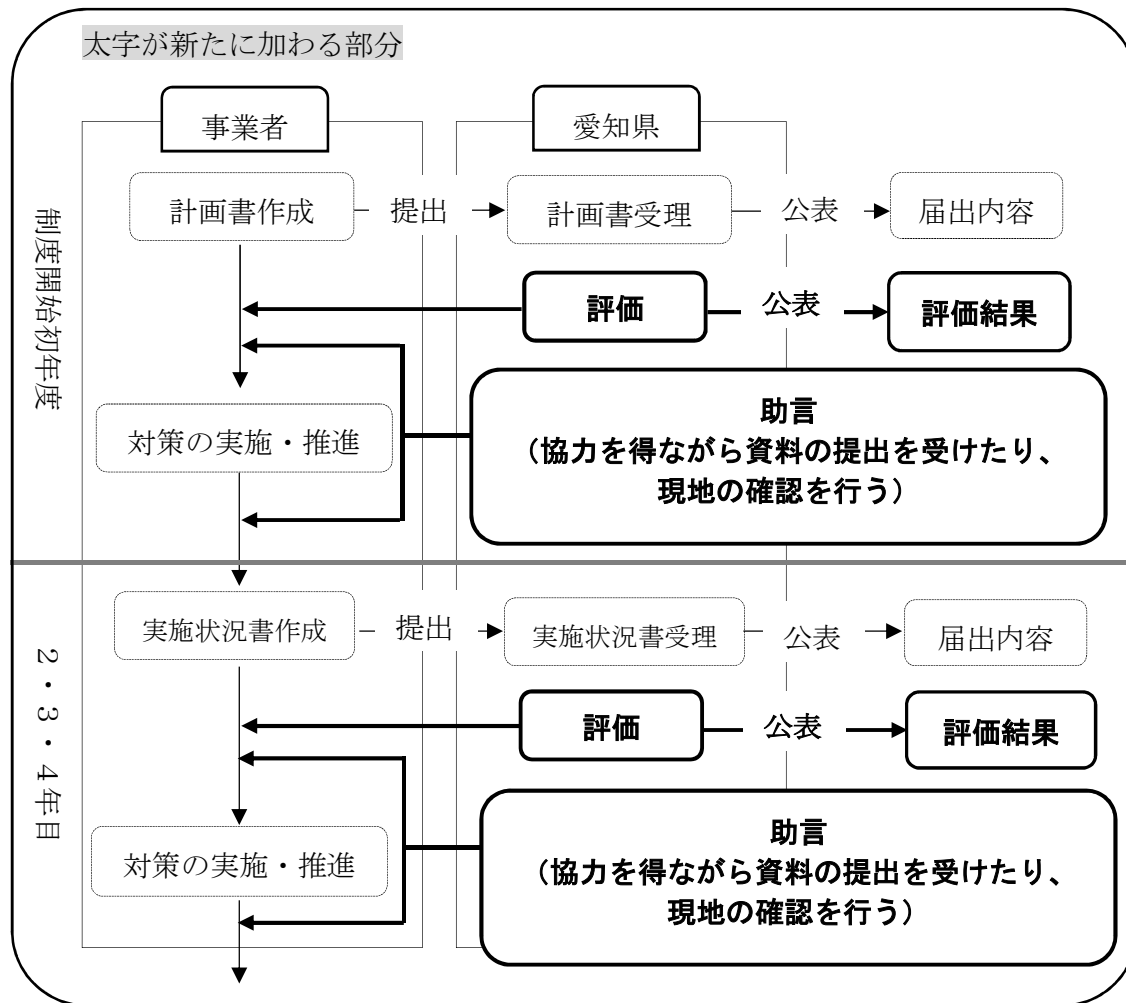 太字が新たに加わる部分
事業者
愛知県
制度開始初年度
計画書作成
提出
計画書受理
公表
届出内容
評価
公表
評価結果
対策の実施・推進
助言
(協力を得ながら資料の提出を受けたり、
現地の確認を行う)
2・3・4年目
実施状況書作成
提出
実施状況書受理
公表
届出内容
評価
公表
評価結果
対策の実施・推進
助言
(協力を得ながら資料の提出を受けたり、
現地の確認を行う)